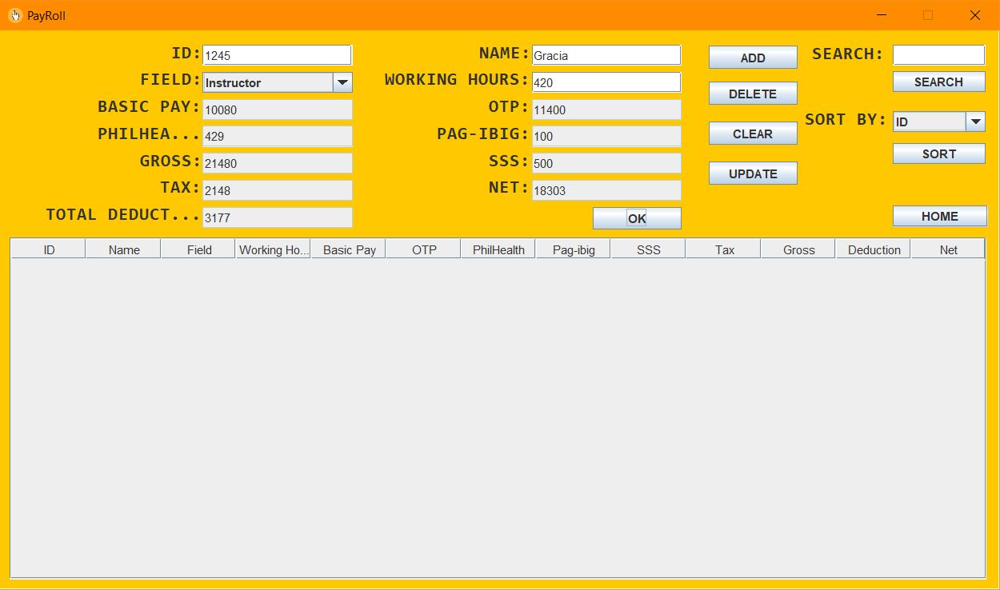 PayRoll
ID: 1245 NAME: Gracia ADD SEARCH:
FIELD: Instructor WORKING HOURS: 420 SEARCH
BASIC PAY: 10080 OTP: 11400 DELETE
PHILHEA... 429 PAG-IBIG: 100 CLEAR SORT BY: ID
GROSS: 21480 SSS: 500 UPDATE SORT
TAX: 2148 NET: 18303
TOTAL DEDUCT... 3177 OK HOME
ID Name Field Working Ho... Basic Pay OTP PhilHealth Pag-ibig SSS Tax Gross Deduction Net